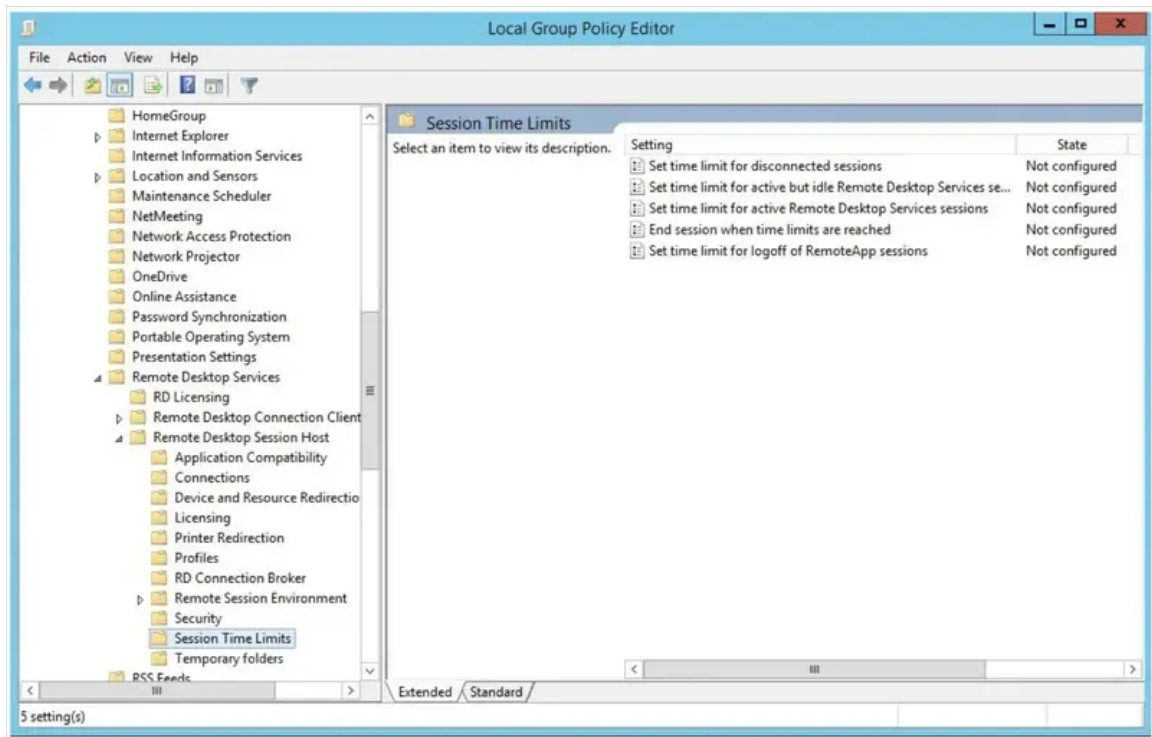 Local Group Policy Editor
File Action View Help
HomeGroup
Internet Explorer
Internet Information Services
Location and Sensors
Maintenance Scheduler
NetMeeting
Network Access Protection
Network Projector
OneDrive
Online Assistance
Password Synchronization
Portable Operating System
Presentation Settings
Remote Desktop Services
RD Licensing
Remote Desktop Connection Client
Remote Desktop Session Host
Application Compatibility
Connections
Device and Resource Redirectio
Licensing
Printer Redirection
Profiles
RD Connection Broker
Remote Session Environment
Security
Session Time Limits
Temporary folders
RSS Feeds
Session Time Limits
Select an item to view its description.
Setting State
Set time limit for disconnected sessions Not configured
Set time limit for active but idle Remote Desktop Services se... Not configured
Set time limit for active Remote Desktop Services sessions Not configured
End session when time limits are reached Not configured
Set time limit for logoff of RemoteApp sessions Not configured
Extended Standard
5 setting(s)